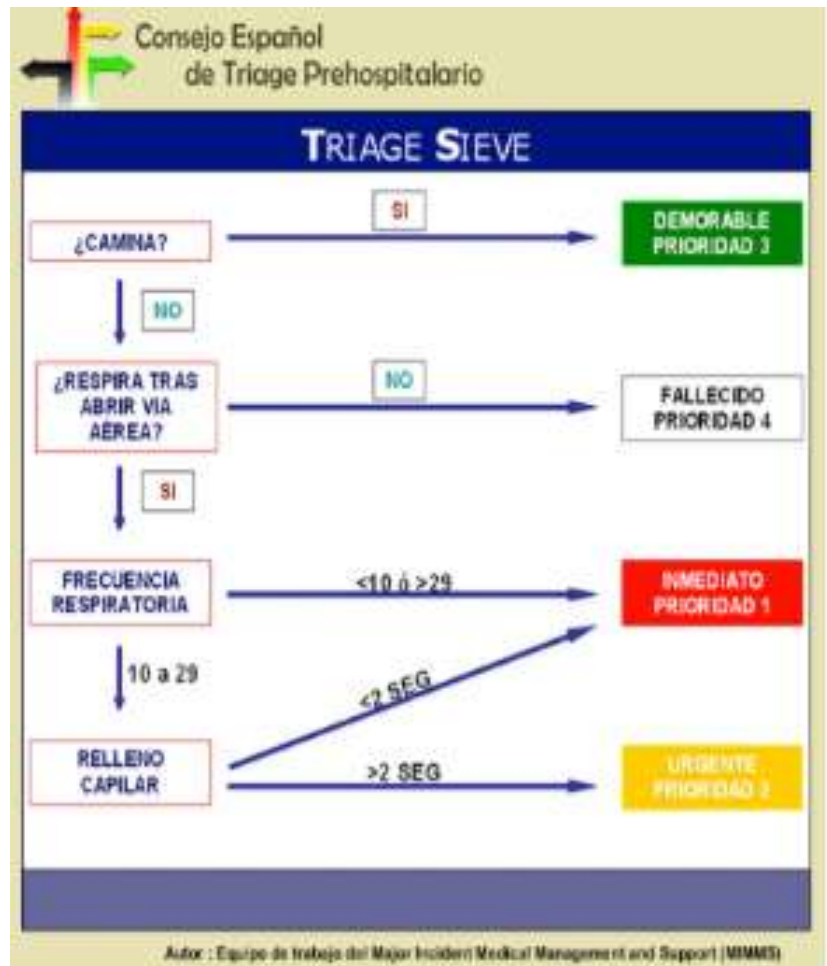 Consejo Español
de Triage Prehospitalario
TRIAGE SIEVE
¿CAMINA?
SI
DEMORABLE
PRIORIDAD 3
NO
¿RESPIRA TRAS
ABRIR VIA
AÉREA?
NO
FALLECIDO
PRIORIDAD 4
SI
FRECUENCIA
RESPIRATORIA
<10 ó >29
INMEDIATO
PRIORIDAD 1
10 a 29
<2 SEG
RELLENO
CAPILAR
>2 SEG
URGENTE
PRIORIDAD 2
Autor : Equipo de trabajo del Major Incident Medical Management and Support (MIMMS)